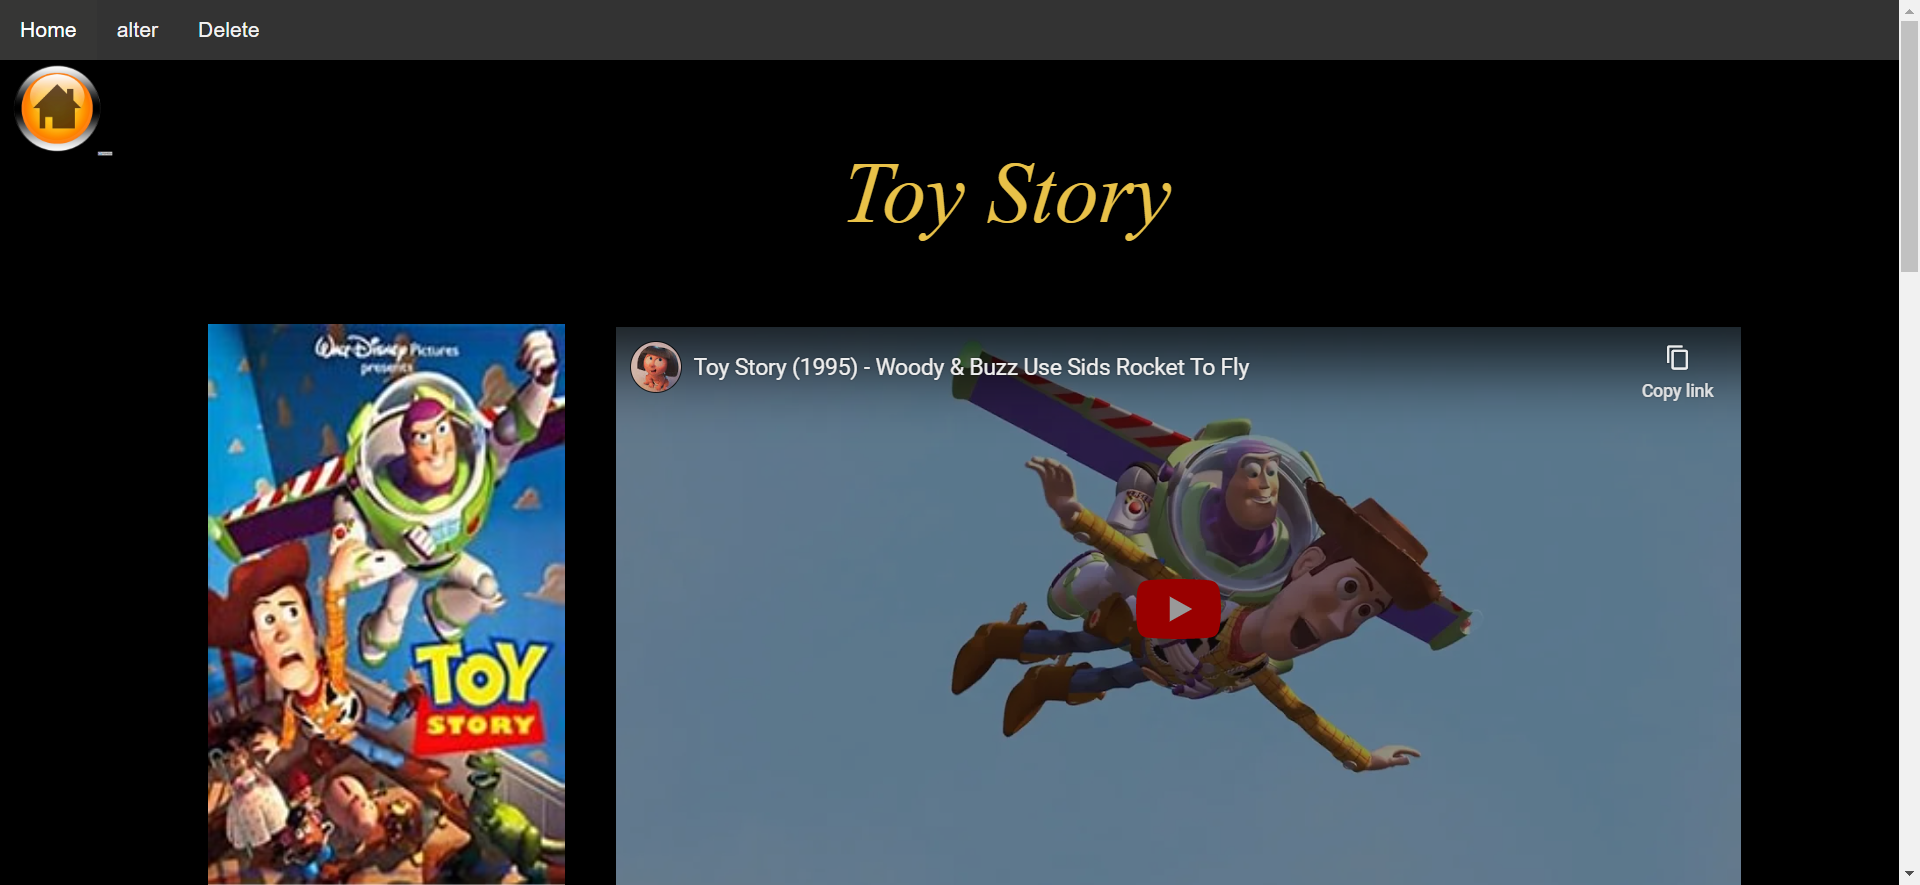 Home alter Delete
Toy Story
Walt Disney Pictures
presents
TOY
STORY
Toy Story (1995) - Woody & Buzz Use Sids Rocket To Fly
Copy link